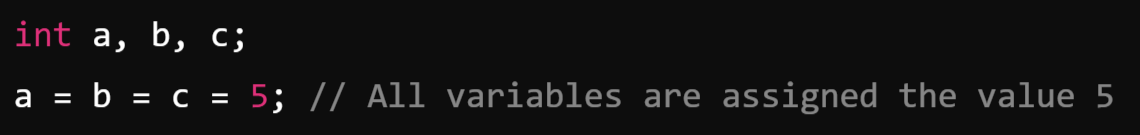 int a, b, c;
a = b = c = 5; // All variables are assigned the value 5